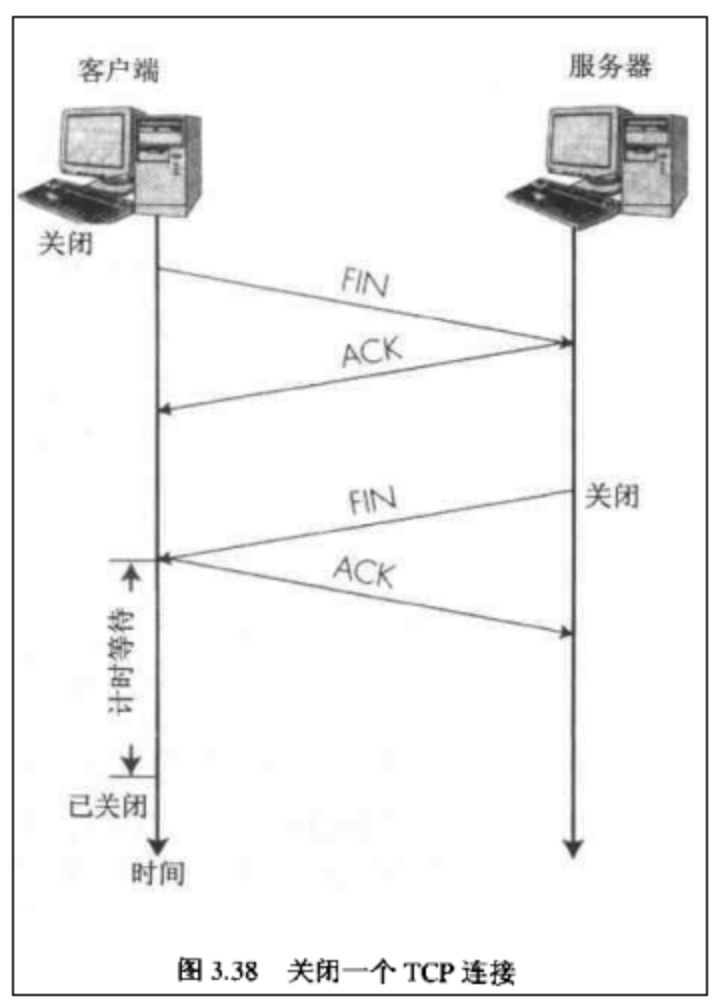 客户端
服务器
关闭
FIN
ACK
FIN
关闭
ACK
计时等待
已关闭
时间
图 3.38 关闭一个 TCP 连接